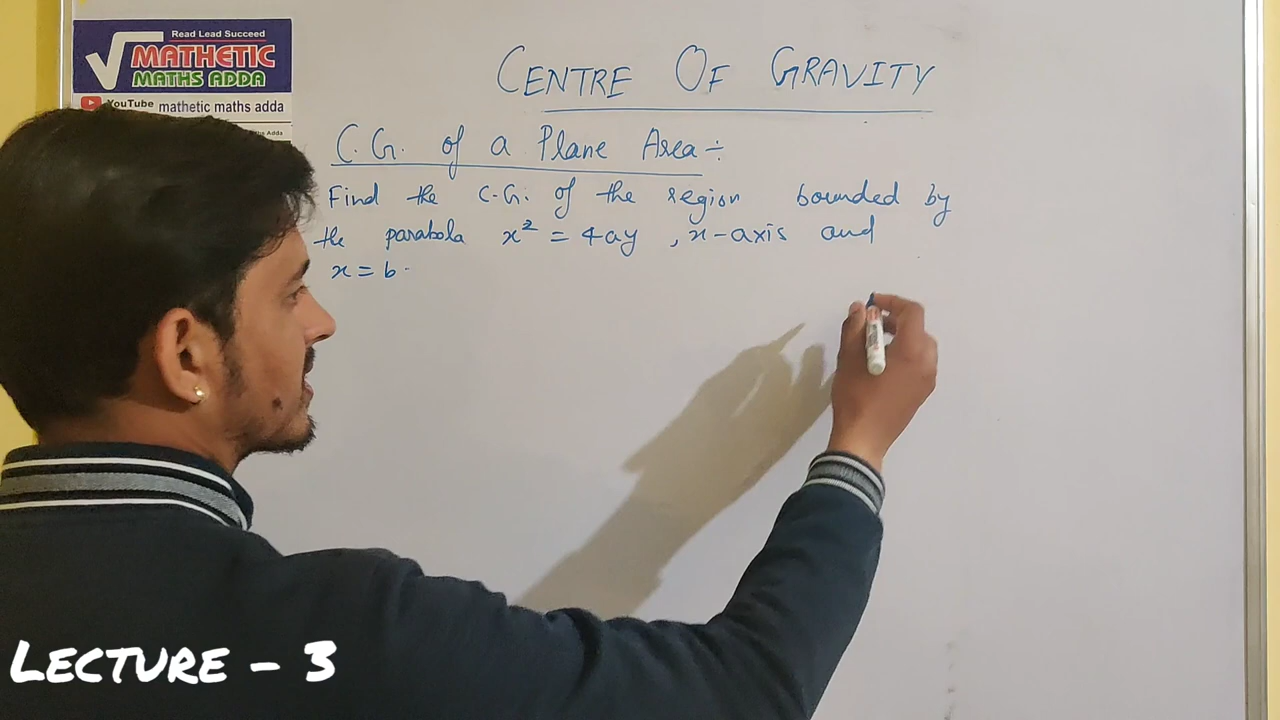 Read Lead Succeed
MATHETIC
MATHS ADDA
YouTube mathetic maths adda
CENTRE OF GRAVITY
C.G. of a Plane Area ÷
Find the C.G. of the region bounded by
the parabola x² = 4ay , x-axis and
x = b.
LECTURE - 3